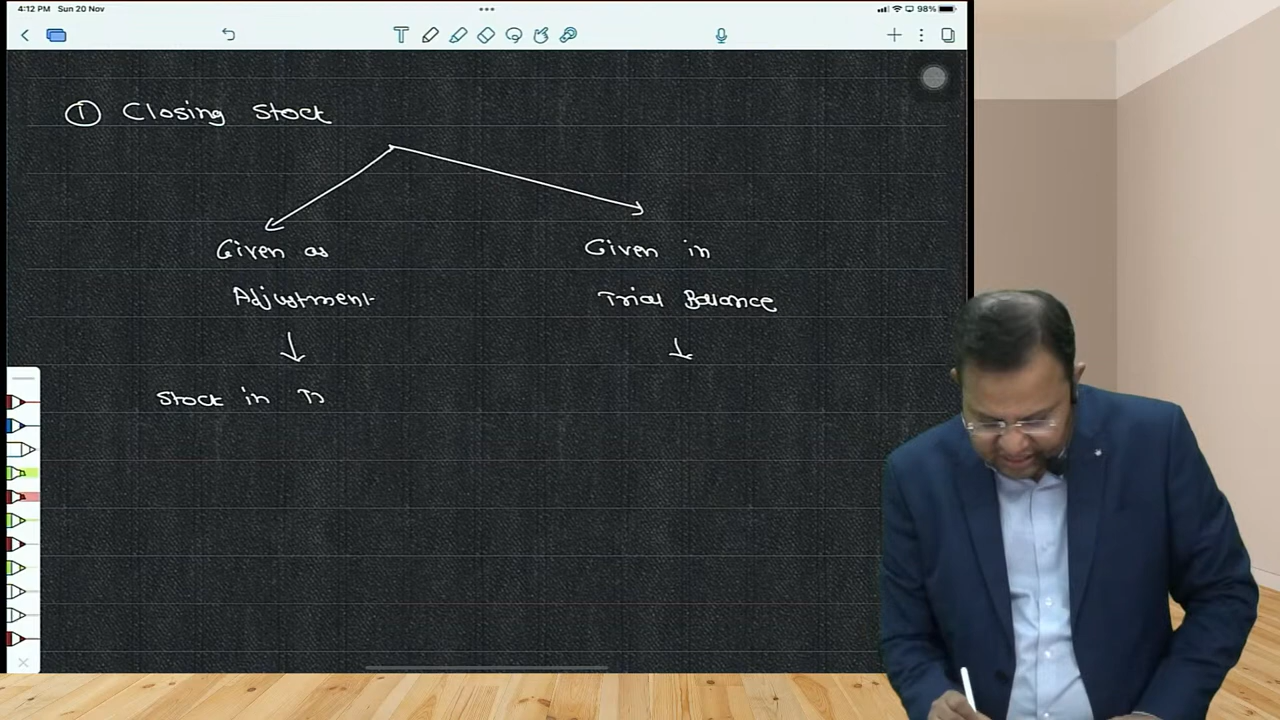 4:12 PM Sun 20 Nov
98%
① Closing Stock
Given as
Adjustment
Given in
Trial Balance
Stock in